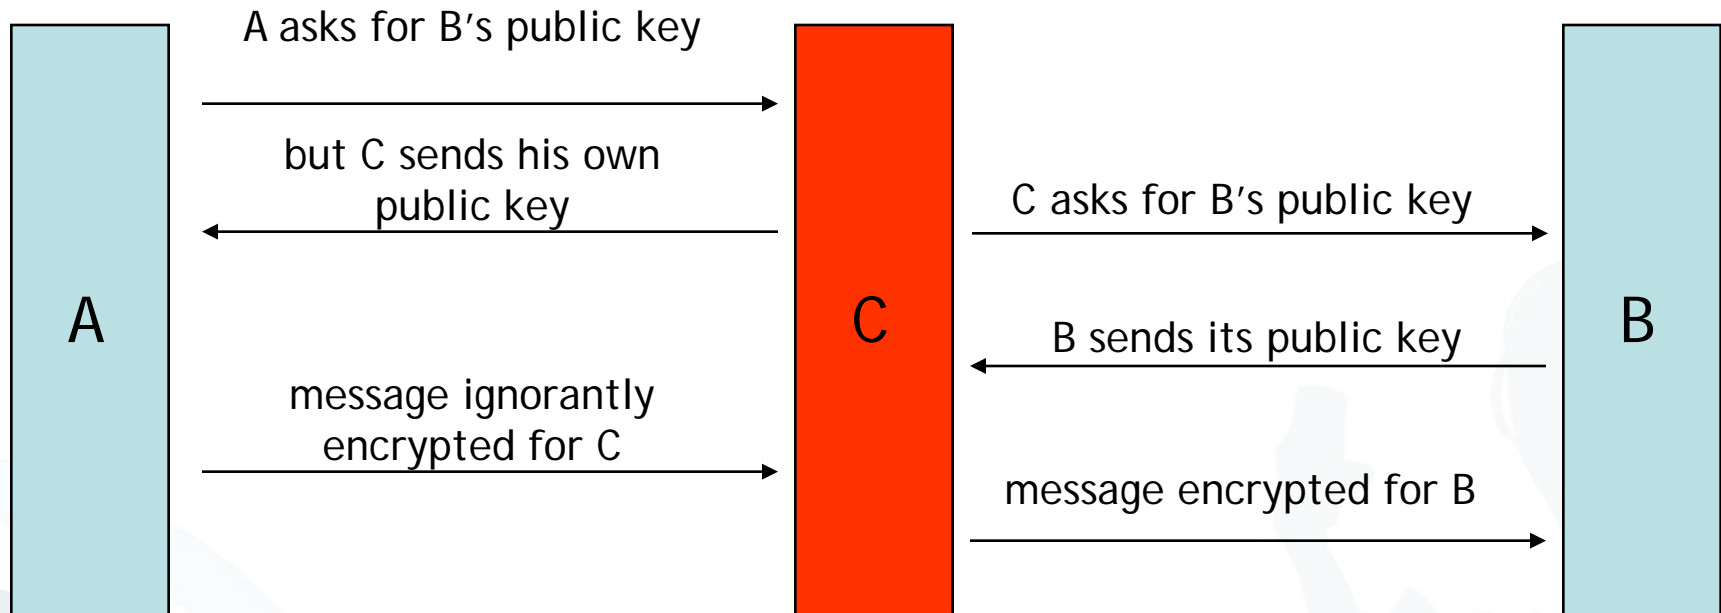 A asks for B's public key
but C sends his own
public key
C asks for B's public key
A
C
B
B sends its public key
message ignorantly
encrypted for C
message encrypted for B